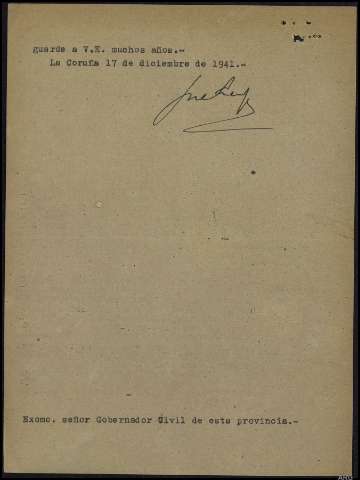 guarde a V.E. muchos años.-
La Coruña 17 de diciembre de 1941.-
Excmo. señor Gobernador Civil de esta provincia.-